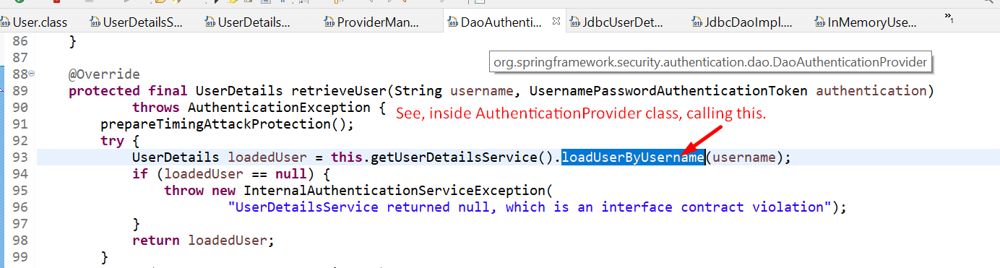 User.class UserDetailsS... UserDetails... ProviderMan... DaoAuthenti... JdbcUserDet... JdbcDaoImpl.... InMemoryUse... »1
86 }
87
org.springframework.security.authentication.dao.DaoAuthenticationProvider
88 @Override
89 protected final UserDetails retrieveUser(String username, UsernamePasswordAuthenticationToken authentication)
90 throws AuthenticationException {
See, inside AuthenticationProvider class, calling this.
91 prepareTimingAttackProtection();
92 try {
93 UserDetails loadedUser = this.getUserDetailsService().loadUserByUsername(username);
94 if (loadedUser == null) {
95 throw new InternalAuthenticationServiceException(
96 "UserDetailsService returned null, which is an interface contract violation");
97 }
98 return loadedUser;
99 }